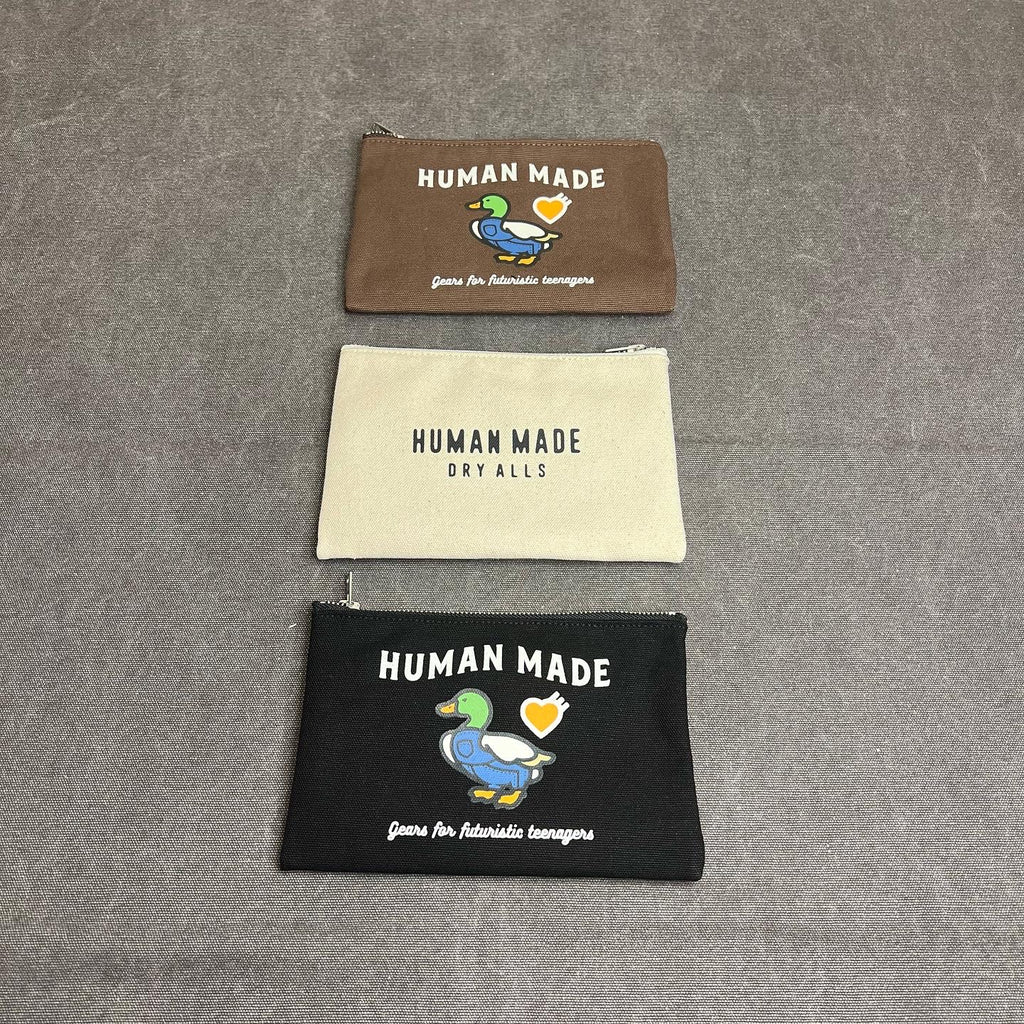 HUMAN MADE
Gears for futuristic teenagers
HUMAN MADE
DRY ALLS
HUMAN MADE
Gears for futuristic teenagers